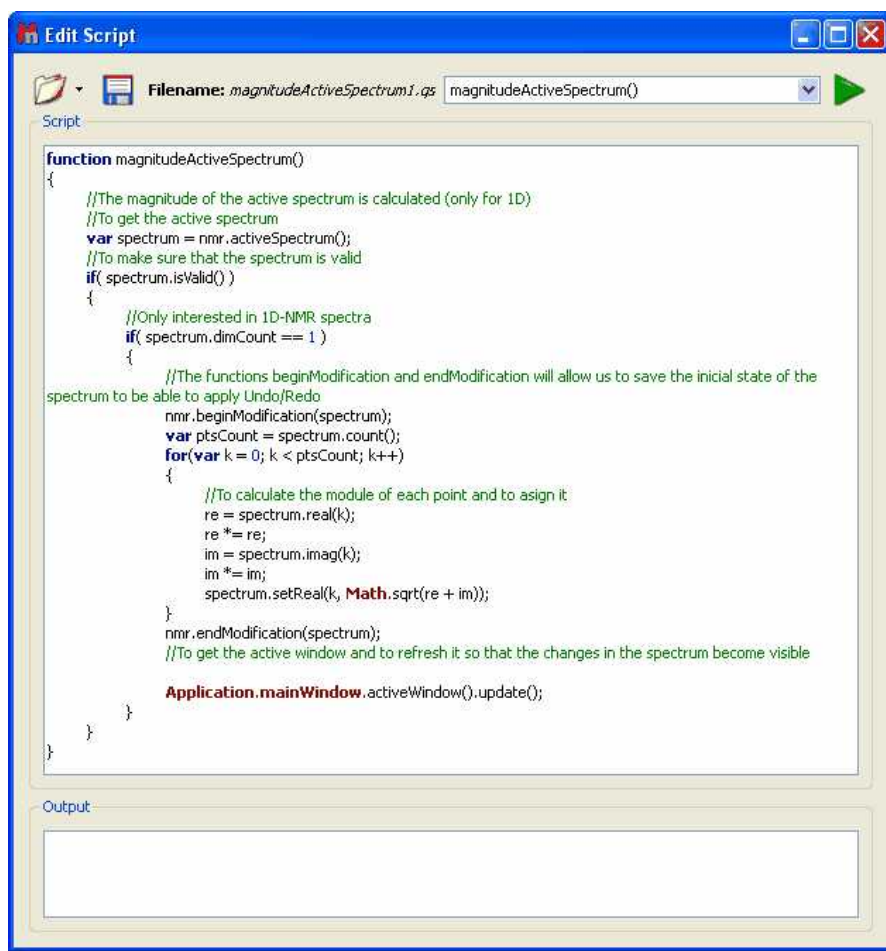 Edit Script
Filename: magnitudeActiveSpectrum1.qs magnitudeActiveSpectrum()
Script
function magnitudeActiveSpectrum()
{
//The magnitude of the active spectrum is calculated (only for 1D)
//To get the active spectrum
var spectrum = nmr.activeSpectrum();
//To make sure that the spectrum is valid
if( spectrum.isValid() )
{
//Only interested in 1D-NMR spectra
if( spectrum.dimCount == 1 )
{
//The functions beginModification and endModification will allow us to save the inicial state of the
spectrum to be able to apply Undo/Redo
nmr.beginModification(spectrum);
var ptsCount = spectrum.count();
for(var k = 0; k < ptsCount; k++)
{
//To calculate the module of each point and to asign it
re = spectrum.real(k);
re *= re;
im = spectrum.imag(k);
im *= im;
spectrum.setReal(k, Math.sqrt(re + im));
}
nmr.endModification(spectrum);
//To get the active window and to refresh it so that the changes in the spectrum become visible
Application.mainWindow.activeWindow().update();
}
}
}
Output